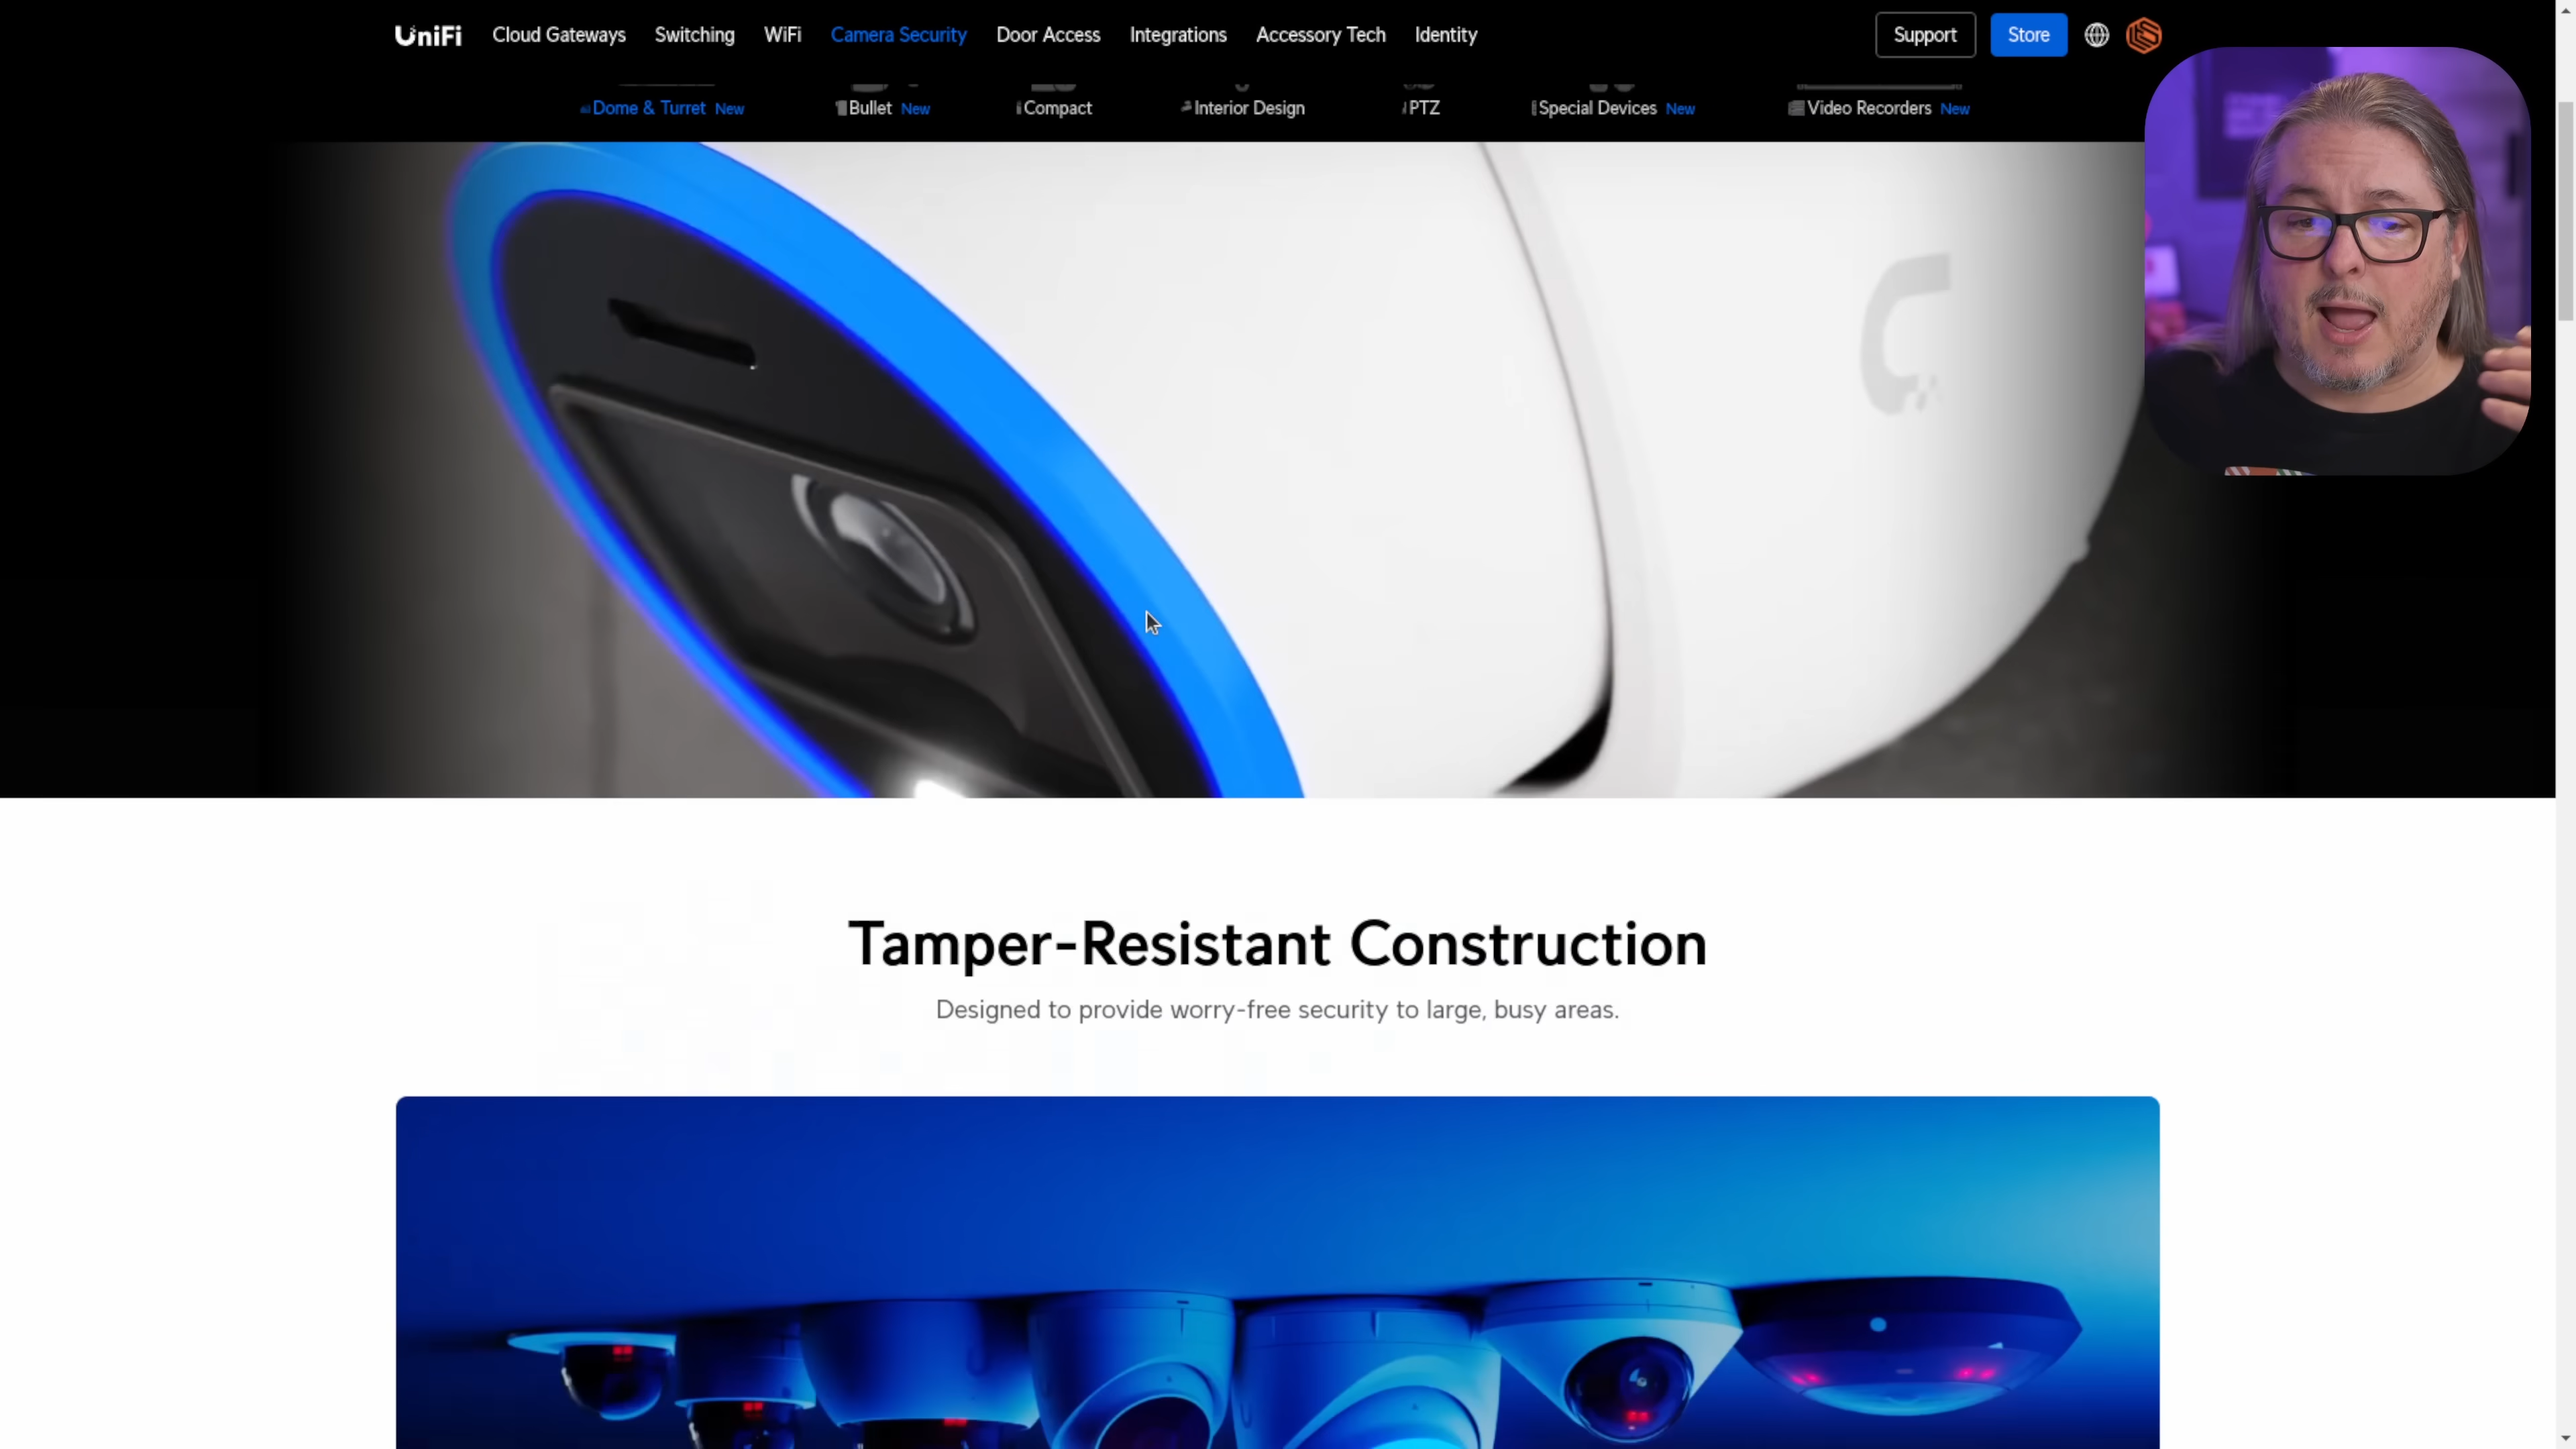 UniFi Cloud Gateways Switching WiFi Camera Security Door Access Integrations Accessory Tech Identity Support Store
Dome & Turret New Bullet New Compact Interior Design PTZ Special Devices New Video Recorders New
Tamper-Resistant Construction
Designed to provide worry-free security to large, busy areas.